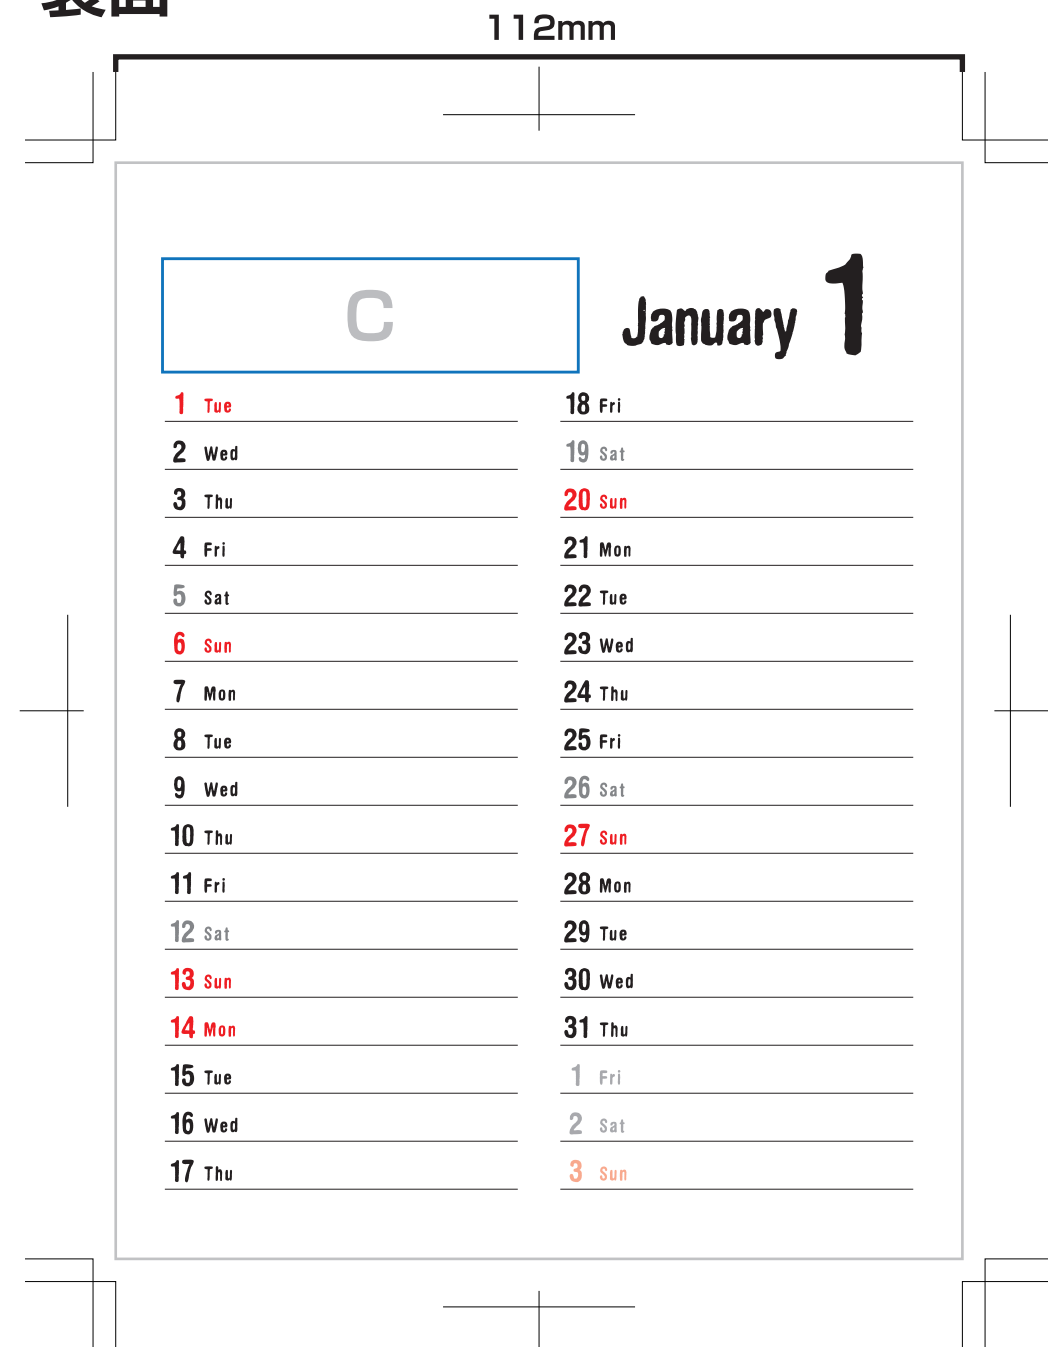 112mm
C
January 1
1 Tue
2 Wed
3 Thu
4 Fri
5 Sat
6 Sun
7 Mon
8 Tue
9 Wed
10 Thu
11 Fri
12 Sat
13 Sun
14 Mon
15 Tue
16 Wed
17 Thu
18 Fri
19 Sat
20 Sun
21 Mon
22 Tue
23 Wed
24 Thu
25 Fri
26 Sat
27 Sun
28 Mon
29 Tue
30 Wed
31 Thu
1 Fri
2 Sat
3 Sun